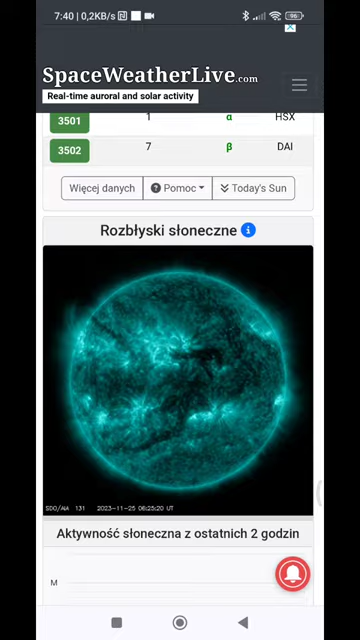 7:40 | 0,2KB/s
96
SpaceWeatherLive.com
Real-time auroral and solar activity
3501 1 α HSX
3502 7 β DAI
Więcej danych
Pomoc
Today's Sun
Rozbłyski słoneczne
SDO/AIA 131 2023-11-25 06:25:20 UT
Aktywność słoneczna z ostatnich 2 godzin
M